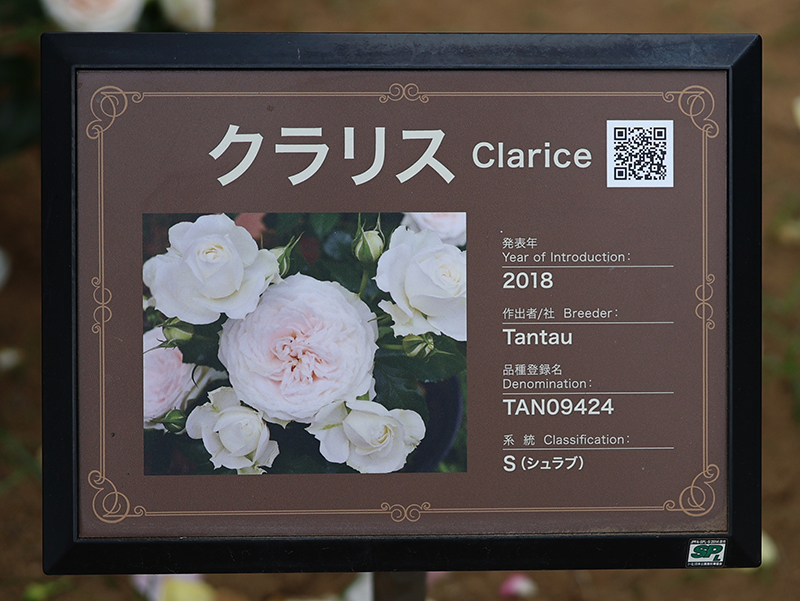 クラリス Clarice
発表年
Year of Introduction:
2018
作出者/社 Breeder:
Tantau
品種登録名
Denomination:
TAN09424
系 統 Classification:
S(シュラブ)
SP L